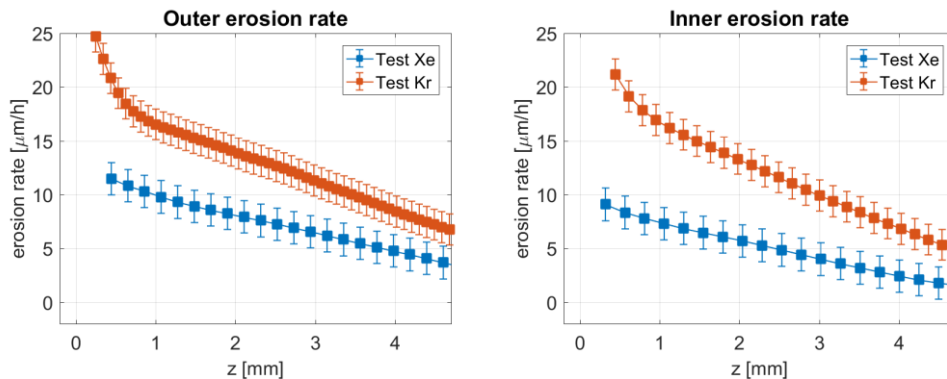 Outer erosion rate
25
20
15
10
5
0
erosion rate [μm/h]
Test Xe
Test Kr
0 1 2 3 4
z [mm]
Inner erosion rate
25
20
15
10
5
0
erosion rate [μm/h]
Test Xe
Test Kr
0 1 2 3 4
z [mm]